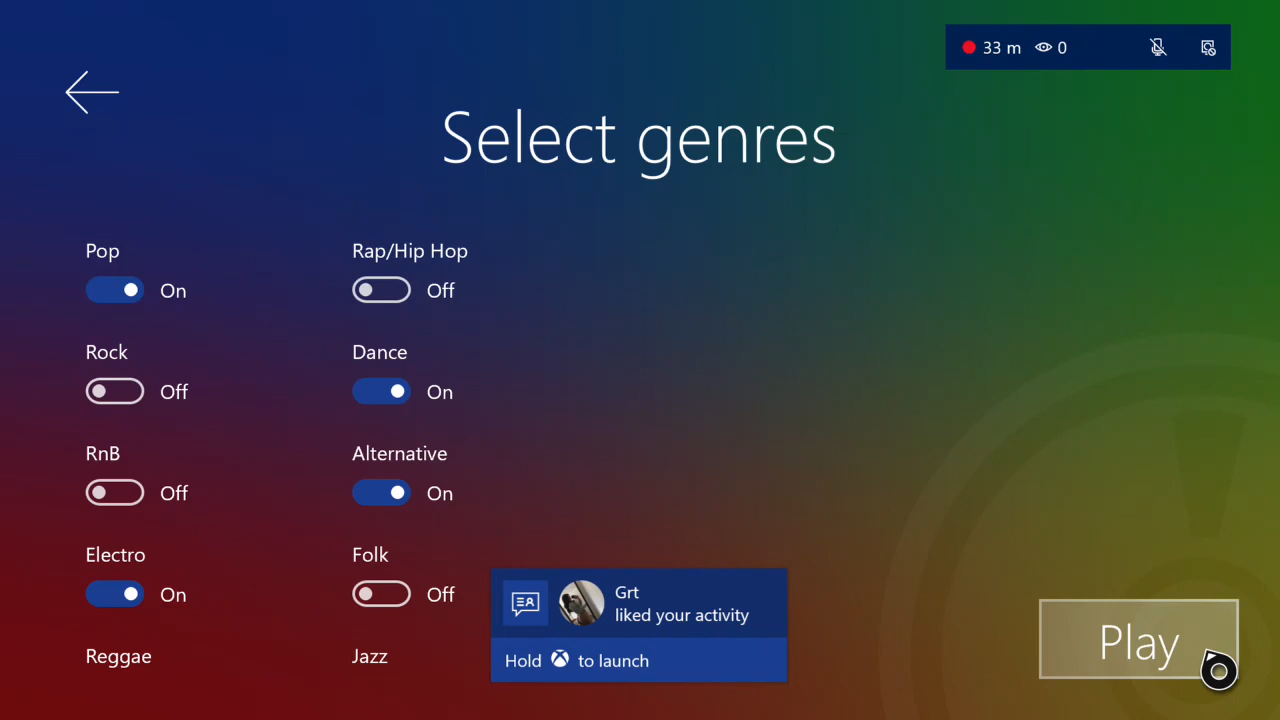 33 m 0
Select genres
Pop Rap/Hip Hop
On Off
Rock Dance
Off On
RnB Alternative
Off On
Electro Folk
On Off
Reggae Jazz
Grt
liked your activity
Hold to launch
Play